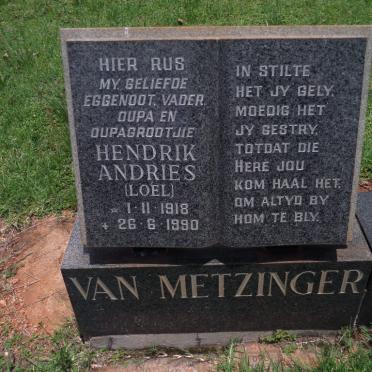 HIER RUS
MY GELIEFDE
EGGENOOT, VADER,
OUPA EN
OUPAGROOTJIE
HENDRIK
ANDRIES
(LOEL)
* 1·11·1918
+ 26·6·1990
IN STILTE
HET JY GELY,
MOEDIG HET
JY GESTRY,
TOTDAT DIE
HERE JOU
KOM HAAL HET,
OM ALTYD BY
HOM TE BLY.
VAN METZINGER